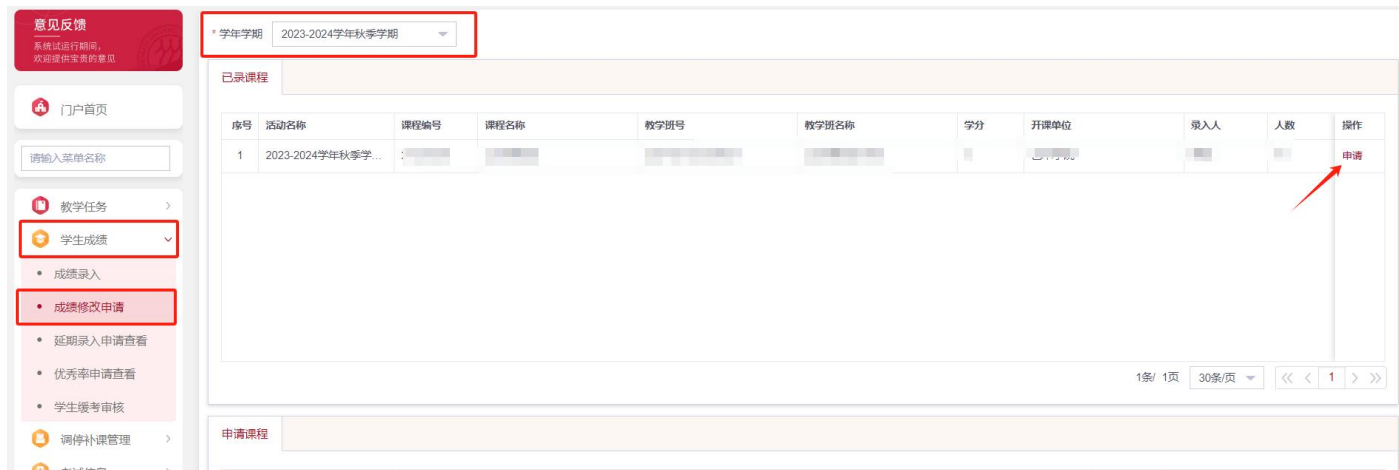 意见反馈
系统试运行期间，
欢迎提供宝贵的意见
门户首页
请输入菜单名称
教学任务
学生成绩
成绩录入
成绩修改申请
延期录入申请查看
优秀率申请查看
学生缓考审核
调停补课管理
* 学年学期 2023-2024学年秋季学期
已录课程
序号 活动名称 课程编号 课程名称 教学班号 教学班名称 学分 开课单位 录入人 人数 操作
1 2023-2024学年秋季学... 申请
1条/ 1页 30条/页 1
申请课程